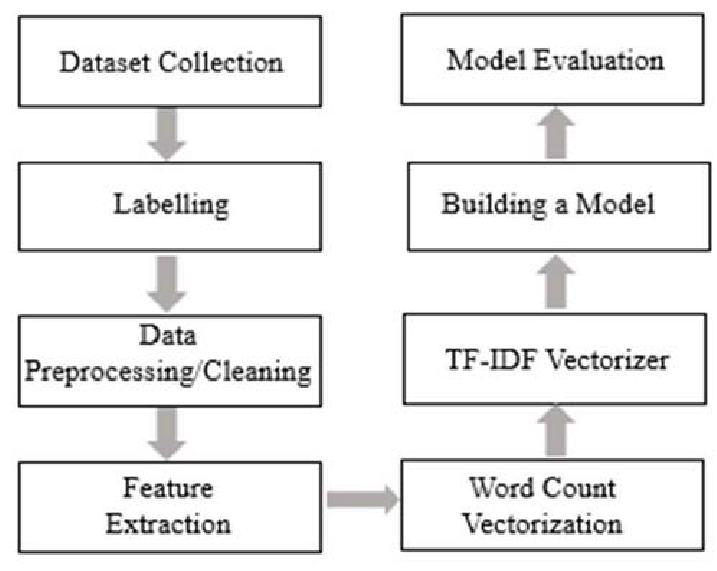 Dataset Collection
Labelling
Data
Preprocessing/Cleaning
Feature
Extraction
Word Count
Vectorization
TF-IDF Vectorizer
Building a Model
Model Evaluation